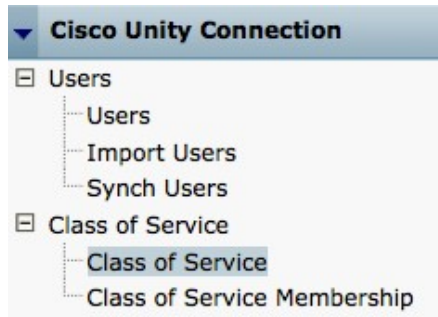 Cisco Unity Connection
Users
Users
Import Users
Synch Users
Class of Service
Class of Service
Class of Service Membership